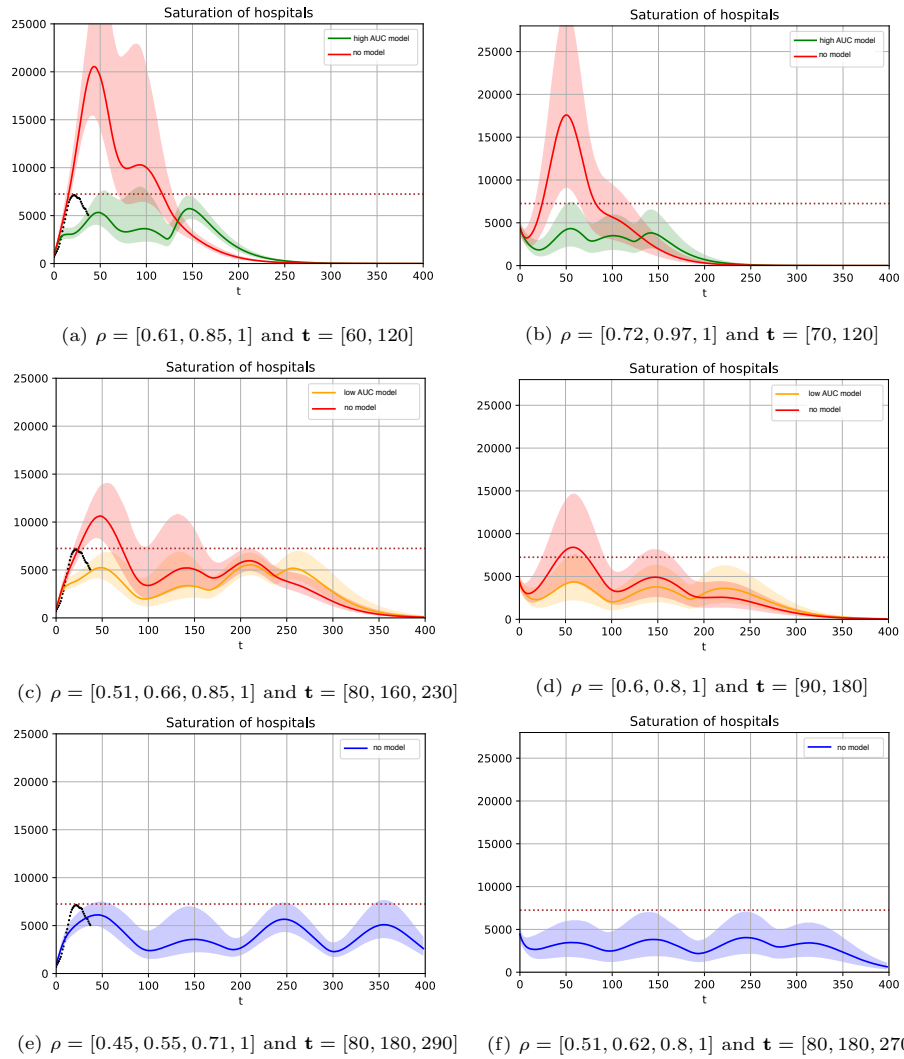 Saturation of hospitals
25000
20000
15000
10000
5000
0
0 50 100 150 200 250 300 350 400
t
high AUC model
no model
(a) ρ = [0.61, 0.85, 1] and t = [60, 120]
Saturation of hospitals
25000
20000
15000
10000
5000
0
0 50 100 150 200 250 300 350 400
t
high AUC model
no model
(b) ρ = [0.72, 0.97, 1] and t = [70, 120]
Saturation of hospitals
25000
20000
15000
10000
5000
0
0 50 100 150 200 250 300 350 400
t
low AUC model
no model
(c) ρ = [0.51, 0.66, 0.85, 1] and t = [80, 160, 230]
Saturation of hospitals
25000
20000
15000
10000
5000
0
0 50 100 150 200 250 300 350 400
t
low AUC model
no model
(d) ρ = [0.6, 0.8, 1] and t = [90, 180]
Saturation of hospitals
25000
20000
15000
10000
5000
0
0 50 100 150 200 250 300 350 400
t
no model
(e) ρ = [0.45, 0.55, 0.71, 1] and t = [80, 180, 290]
Saturation of hospitals
25000
20000
15000
10000
5000
0
0 50 100 150 200 250 300 350 400
t
no model
(f) ρ = [0.51, 0.62, 0.8, 1] and t = [80, 180, 270